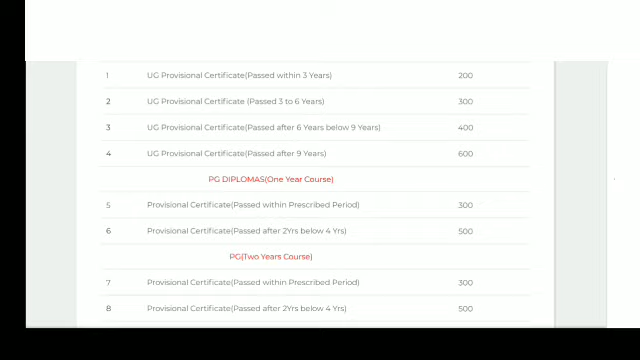 1 UG Provisional Certificate(Passed within 3 Years) 200
2 UG Provisional Certificate (Passed 3 to 6 Years) 300
3 UG Provisional Certificate(Passed after 6 Years below 9 Years) 400
4 UG Provisional Certificate(Passed after 9 Years) 600
PG DIPLOMAS(One Year Course)
5 Provisional Certificate(Passed within Prescribed Period) 300
6 Provisional Certificate(Passed after 2Yrs below 4 Yrs) 500
PG(Two Years Course)
7 Provisional Certificate(Passed within Prescribed Period) 300
8 Provisional Certificate(Passed after 2Yrs below 4 Yrs) 500